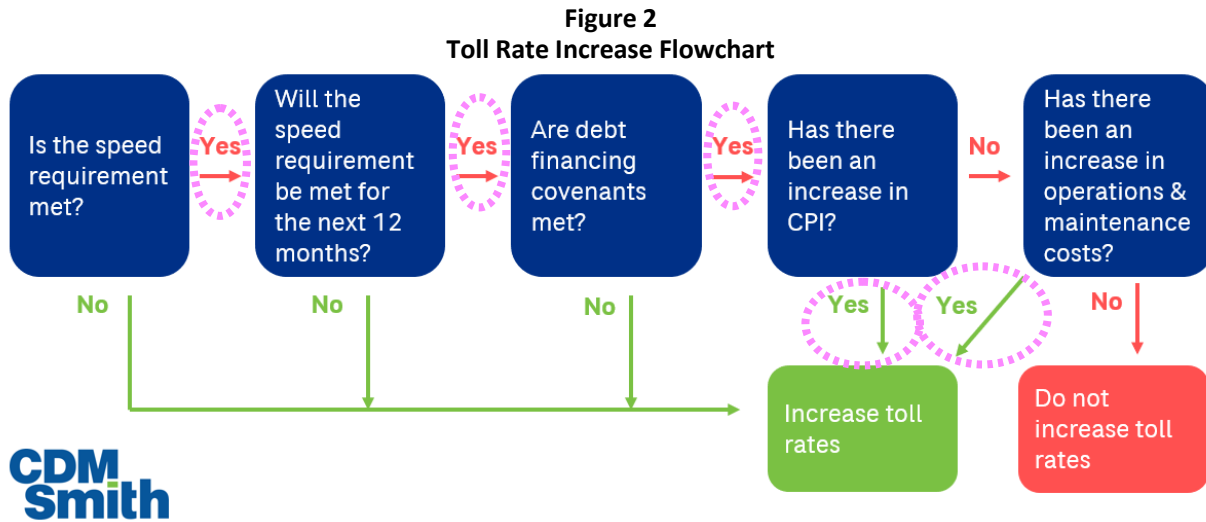 Figure 2
Toll Rate Increase Flowchart
Is the speed
requirement
met?
Yes
Will the
speed
requirement
be met for
the next 12
months?
Yes
Are debt
financing
covenants
met?
Yes
Has there
been an
increase in
CPI?
No
Has there
been an
increase in
operations &
maintenance
costs?
No
No
No
Yes
Yes
No
Increase toll
rates
Do not
increase toll
rates
CDM
Smith